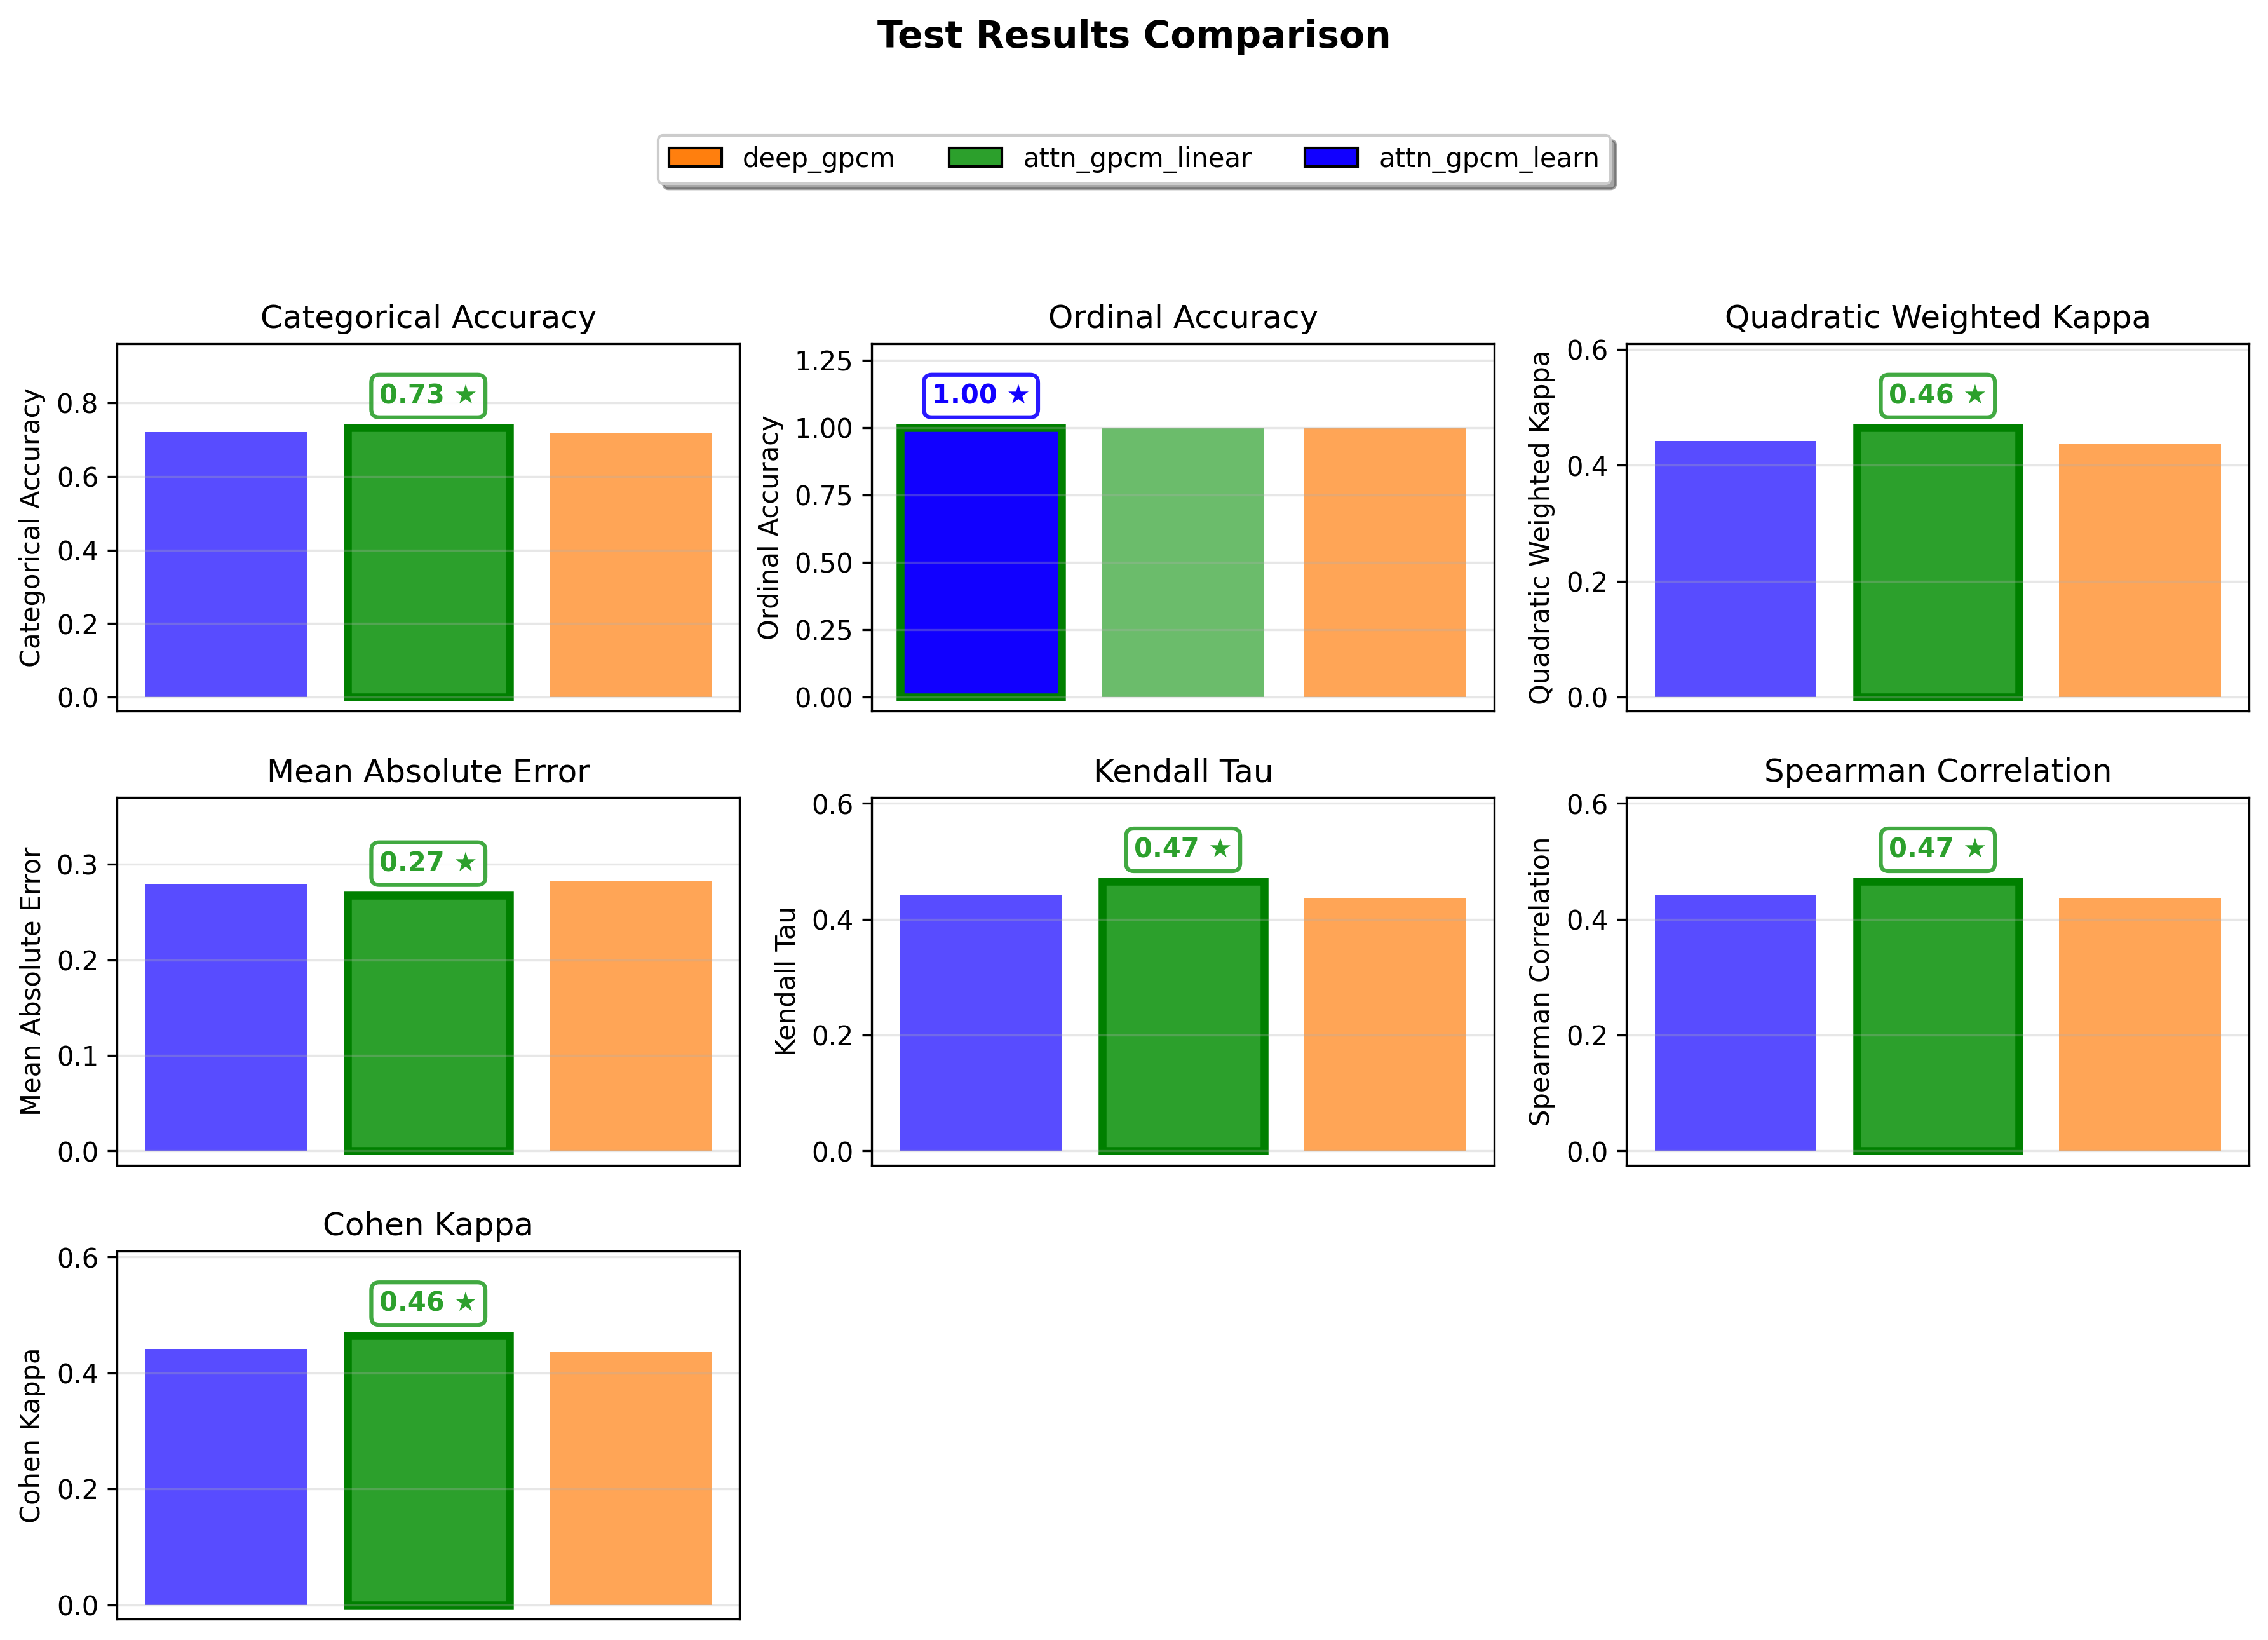 Test Results Comparison
deep_gpcm attn_gpcm_linear attn_gpcm_learn
Categorical Accuracy
Categorical Accuracy
0.8
0.6
0.4
0.2
0.0
0.73 ★
Ordinal Accuracy
Ordinal Accuracy
1.25
1.00
0.75
0.50
0.25
0.00
1.00 ★
Quadratic Weighted Kappa
Quadratic Weighted Kappa
0.6
0.4
0.2
0.0
0.46 ★
Mean Absolute Error
Mean Absolute Error
0.3
0.2
0.1
0.0
0.27 ★
Kendall Tau
Kendall Tau
0.6
0.4
0.2
0.0
0.47 ★
Spearman Correlation
Spearman Correlation
0.6
0.4
0.2
0.0
0.47 ★
Cohen Kappa
Cohen Kappa
0.6
0.4
0.2
0.0
0.46 ★